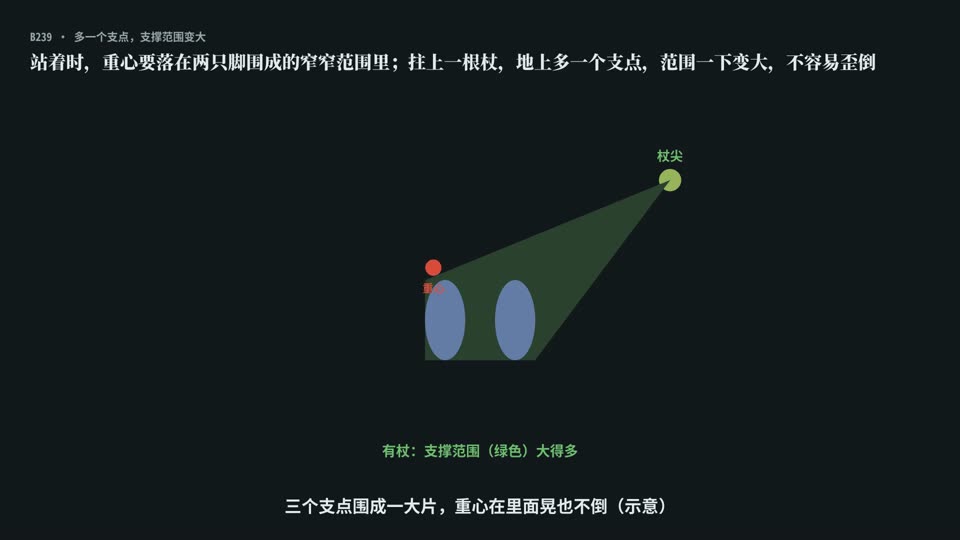 B239 · 多一个支点，支撑范围变大
站着时，重心要落在两只脚围成的窄窄范围里；拄上一根杖，地上多一个支点，范围一下变大，不容易歪倒
杖尖
重
有杖：支撑范围（绿色）大得多
三个支点围成一大片，重心在里面晃也不倒（示意）